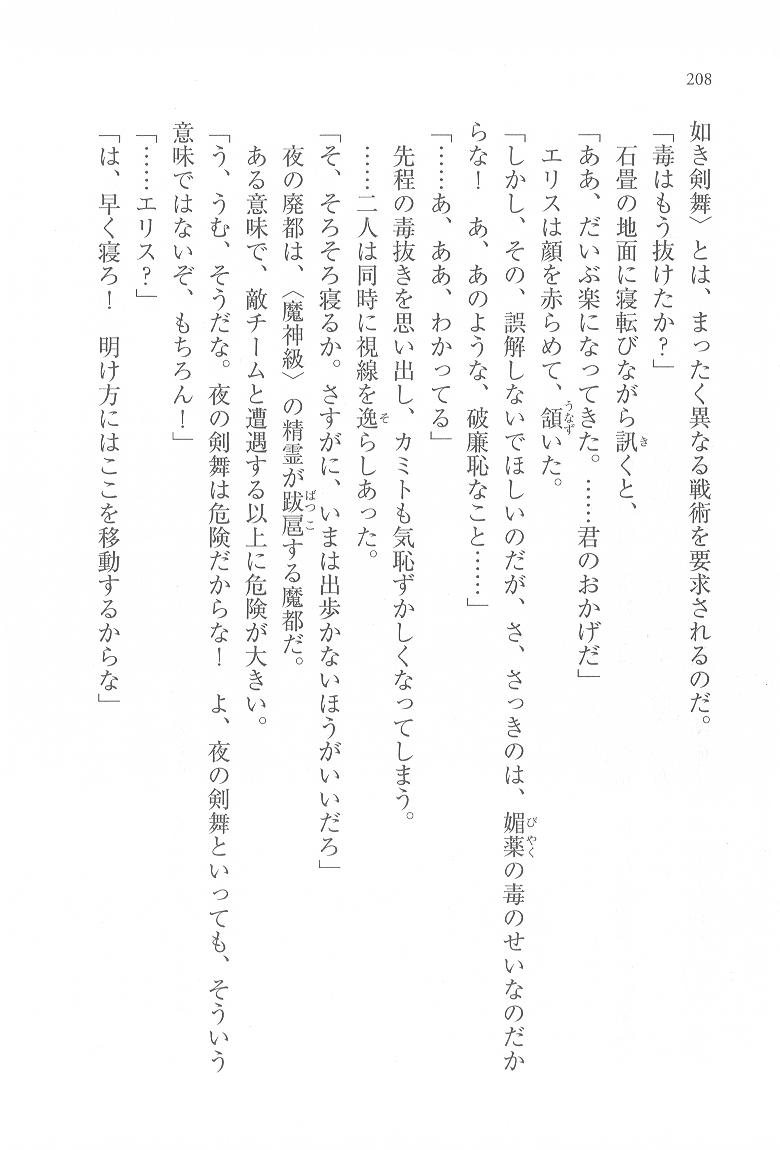 208
如き剣舞〉とは、まったく異なる戦術を要求されるのだ。
「毒はもう抜けたか？」
石畳の地面に寝転びながら訊くと、
「ああ、だいぶ楽になってきた。……君のおかげだ」
エリスは顔を赤らめて、頷いた。
「しかし、その、誤解しないでほしいのだが、さ、さっきのは、媚薬の毒のせいなのだか
らな！　あ、あのような、破廉恥なこと……」
「……あ、ああ、わかってる」
先程の毒抜きを思い出し、カミトも気恥ずかしくなってしまう。
……二人は同時に視線を逸らしあった。
「そ、そろそろ寝るか。さすがに、いまは出歩かないほうがいいだろ」
夜の廃都は、〈魔神級〉の精霊が跋扈する魔都だ。
ある意味で、敵チームと遭遇する以上に危険が大きい。
「う、うむ、そうだな。夜の剣舞は危険だからな！　よ、夜の剣舞といっても、そういう
意味ではないぞ、もちろん！」
「……エリス？」
「は、早く寝ろ！　明け方にはここを移動するからな」